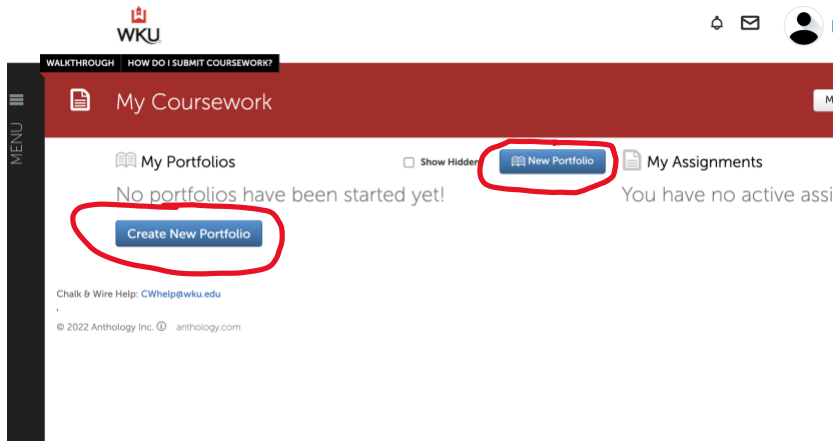 WKU
WALKTHROUGH HOW DO I SUBMIT COURSEWORK?
MENU
My Coursework
M
My Portfolios
Show Hidden
New Portfolio
My Assignments
No portfolios have been started yet!
You have no active assi
Create New Portfolio
Chalk & Wire Help: CWhelp@wku.edu
.
© 2022 Anthology Inc. anthology.com